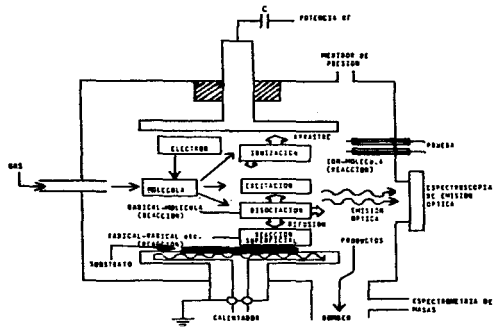 C
POTENCIA RF
MEDIDOR DE
PRESION
ARRASTRE
ELECTRON
IONIZACION
PRUEBA
ION-MOLECULA
(REACCION)
GAS
MOLECULA
EXCITACION
ESPECTROSCOPIA
DE EMISION
OPTICA
RADICAL-MOLECULA
(REACCION)
DISOCIACION
EMISION
OPTICA
DIFUSION
RADICAL-RADICAL etc.
(REACCION)
REACCION
SUPERFICIAL
PRODUCTOS
SUBSTRATO
CALENTADOR
BOMBEO
ESPECTROMETRIA DE
MASAS